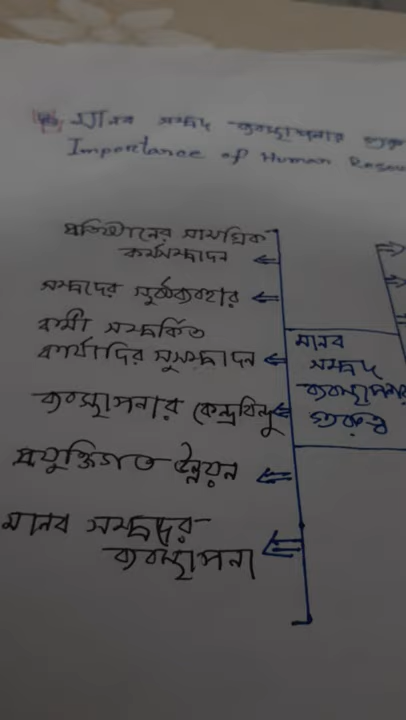 মানব সম্পদ ব্যবস্থাপনার
Importance of Human
প্রতিষ্ঠানের সামগ্রিক
কর্মসম্পাদন
সম্পদের সুষ্ঠুব্যবহার
কর্মী সম্পর্কিত
কার্যাদির সুসম্পাদন
ব্যবস্থাপনার কেন্দ্রবিন্দু
প্রযুক্তিগত উন্নয়ন
মানব সম্পদের
ব্যবস্থাপনা
মানব
সম্পদ
ব্যবস্থাপনার
গুরুত্ব